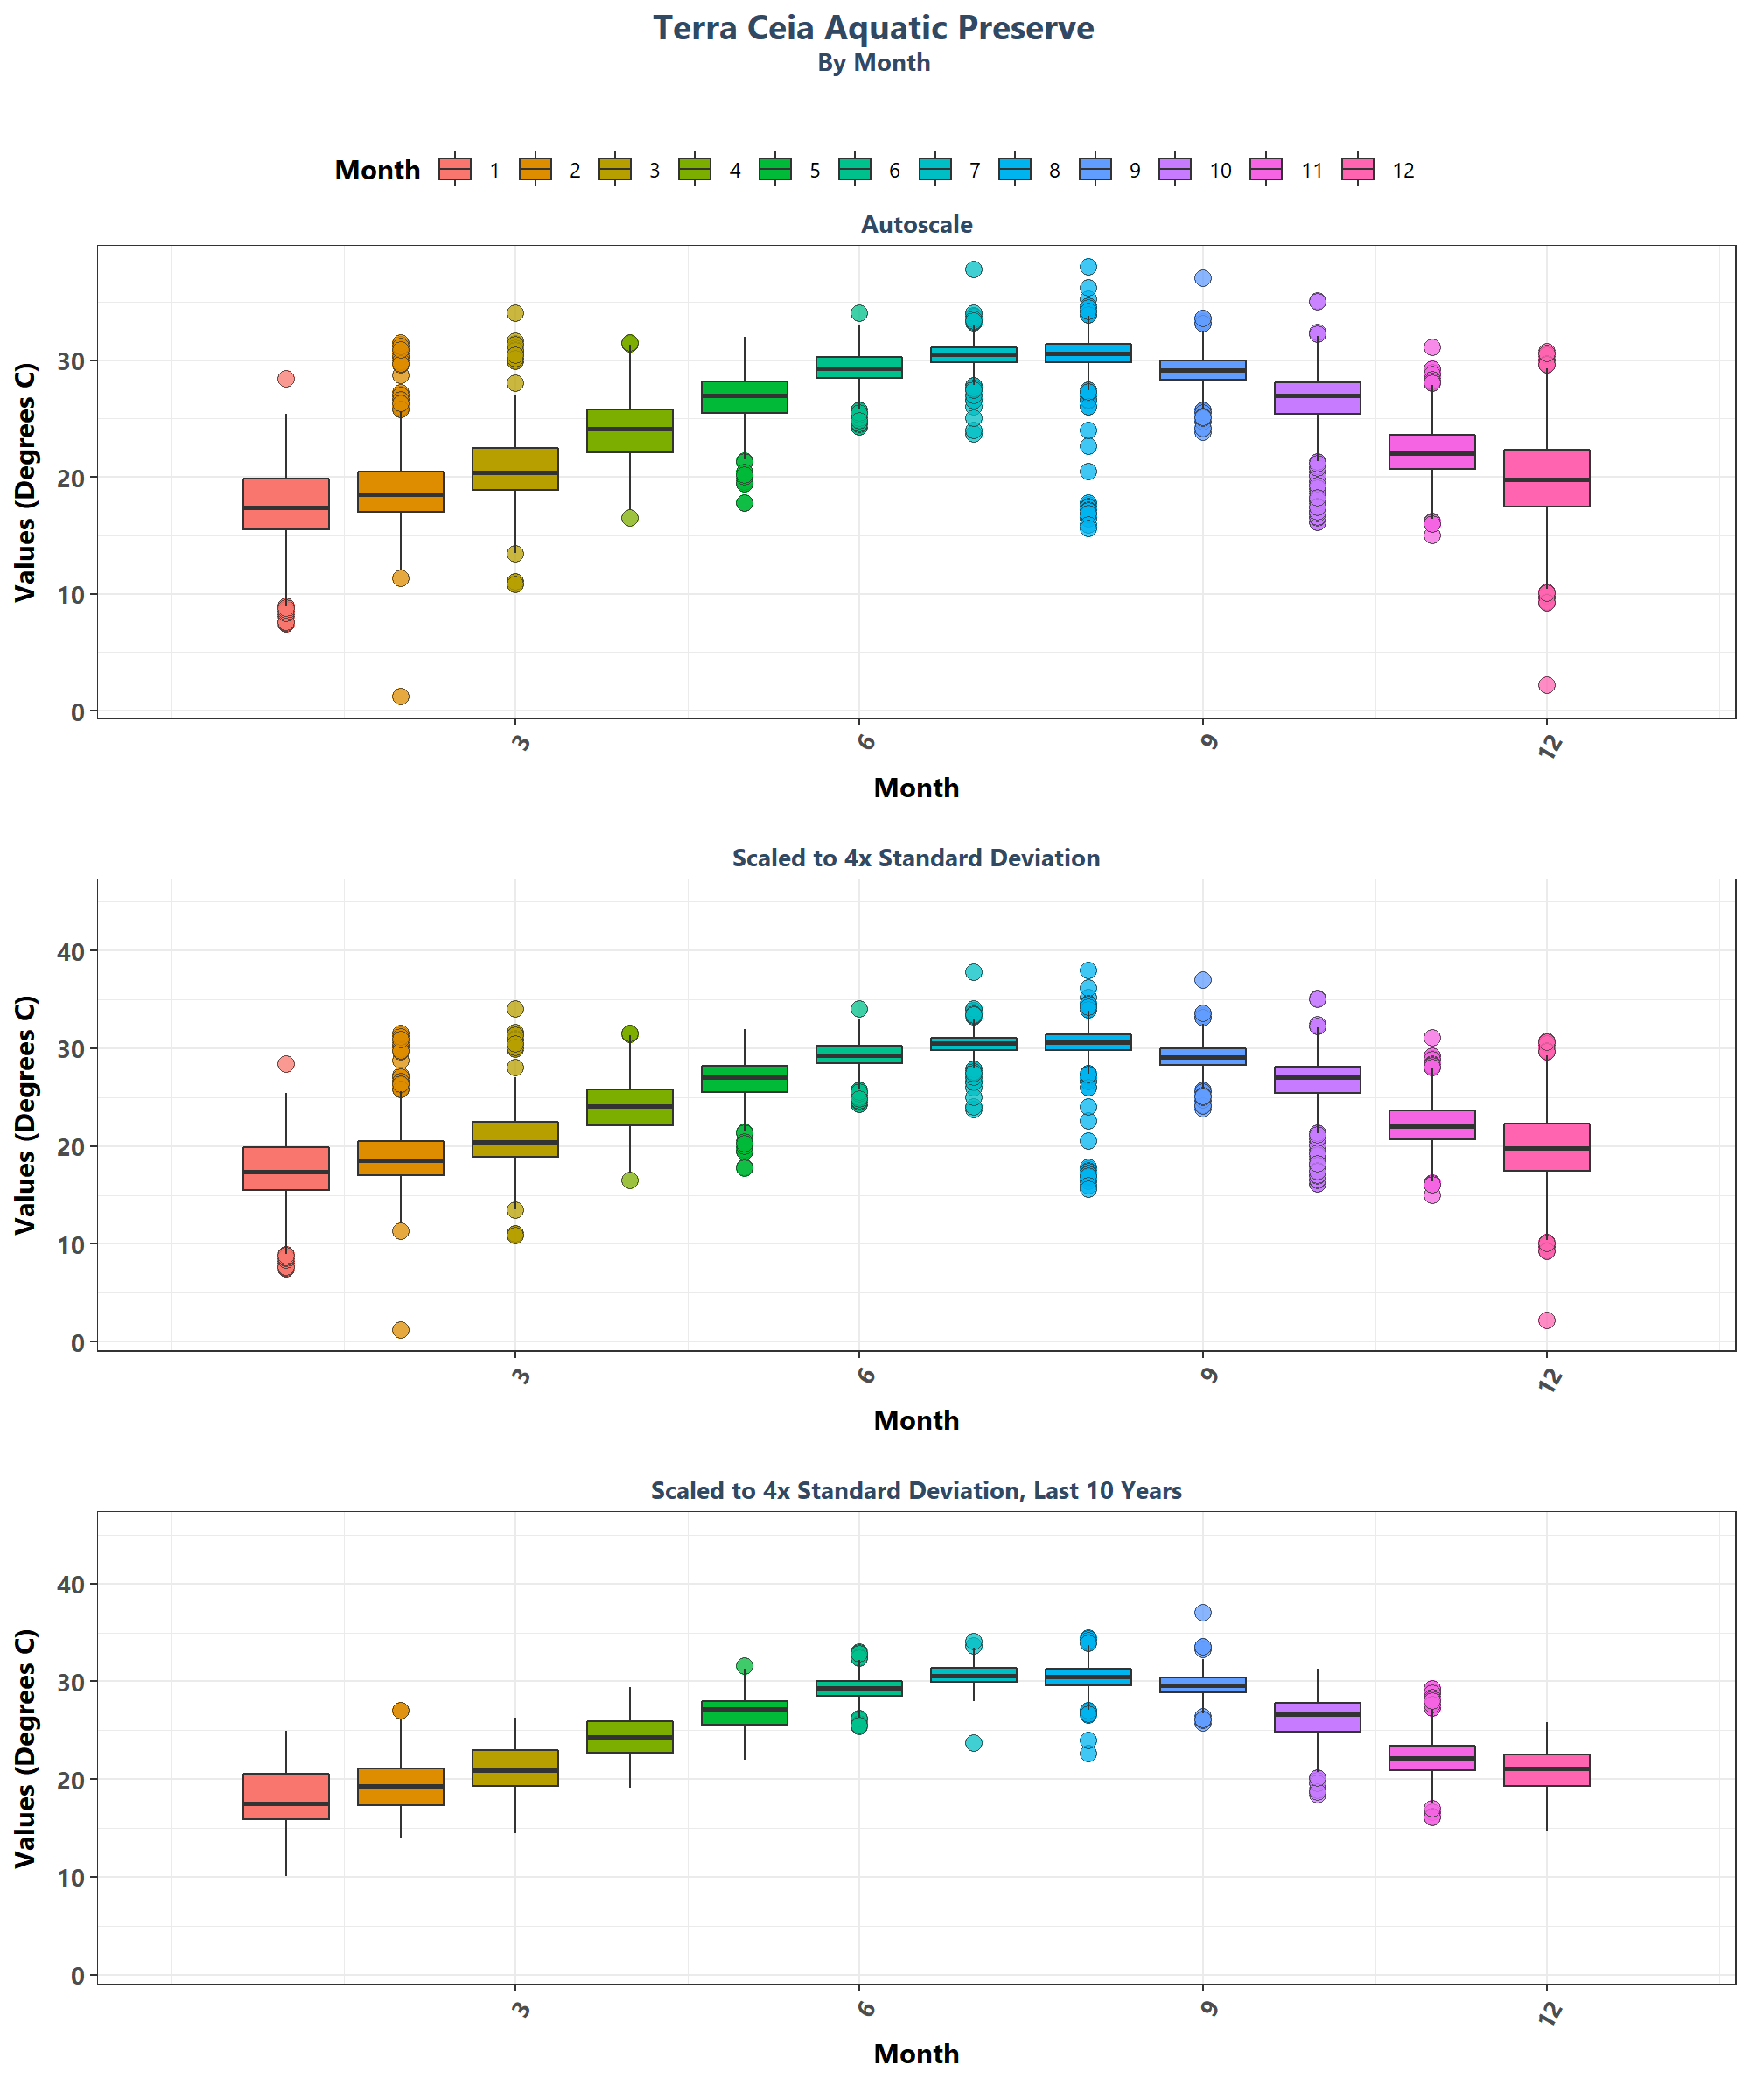 Terra Ceia Aquatic Preserve
By Month
Month 1 2 3 4 5 6 7 8 9 10 11 12
Autoscale
Values (Degrees C)
30
20
10
0
3 6 9 12
Month
Scaled to 4x Standard Deviation
Values (Degrees C)
40
30
20
10
0
3 6 9 12
Month
Scaled to 4x Standard Deviation, Last 10 Years
Values (Degrees C)
40
30
20
10
0
3 6 9 12
Month